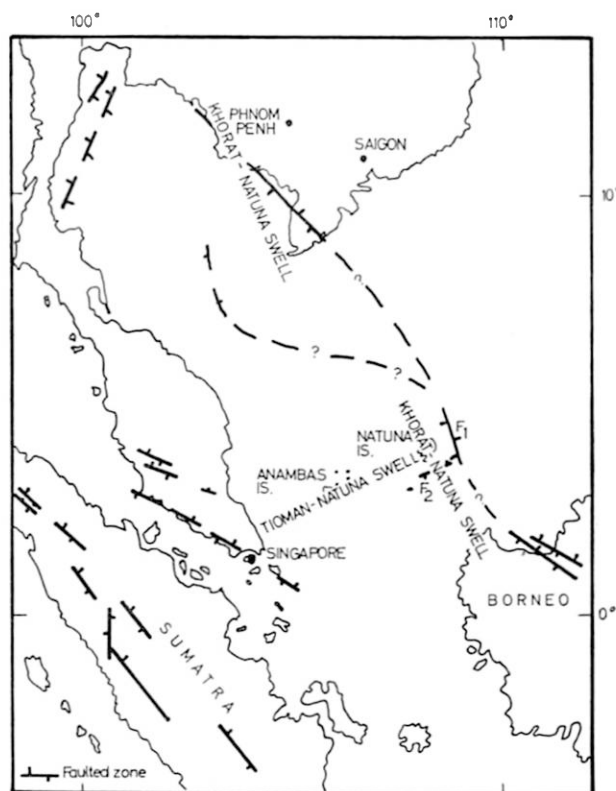 100°
110°
PHNOM
PENH
SAIGON
KHORAT - NATUNA SWELL
10°
?
?
?
NATUNA
IS.
F1
KHORAT-NATUNA SWELL
ANAMBAS
IS.
TIOMAN-NATUNA SWELL
F2
?
SINGAPORE
BORNEO
0°
SUMATRA
Faulted zone